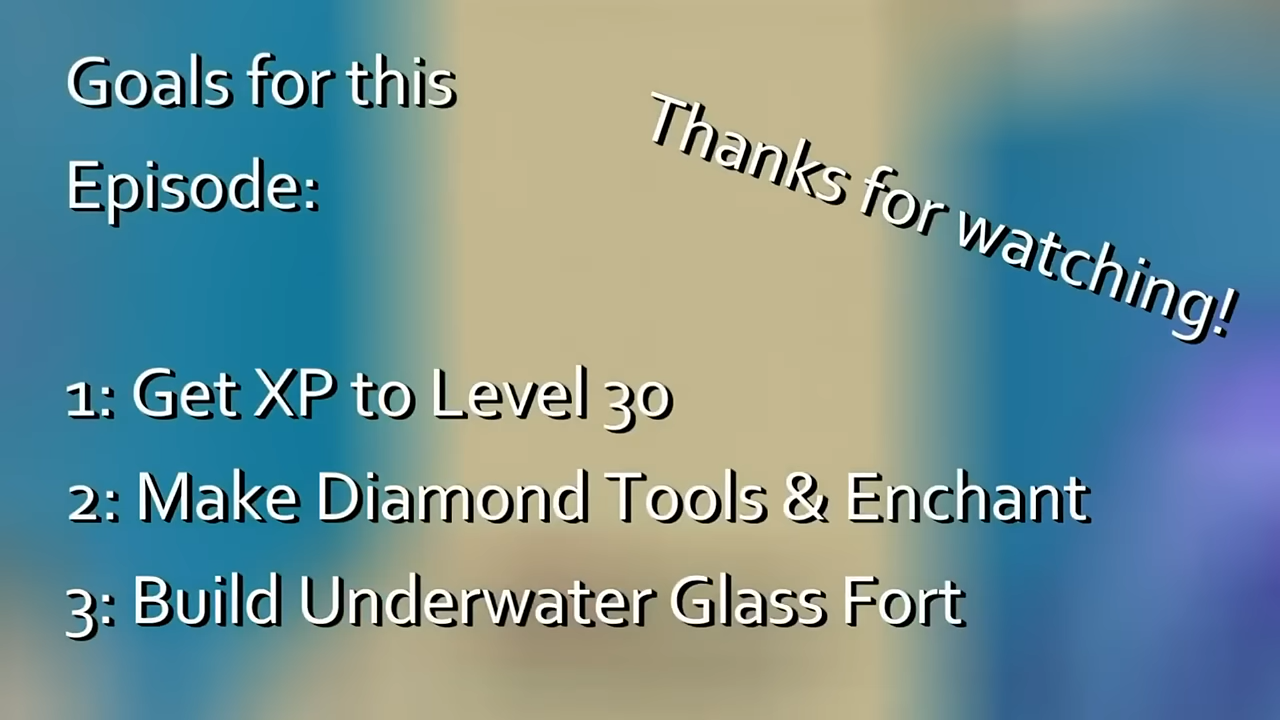 Goals for this
Episode:
Thanks for watching!
1: Get XP to Level 30
2: Make Diamond Tools & Enchant
3: Build Underwater Glass Fort